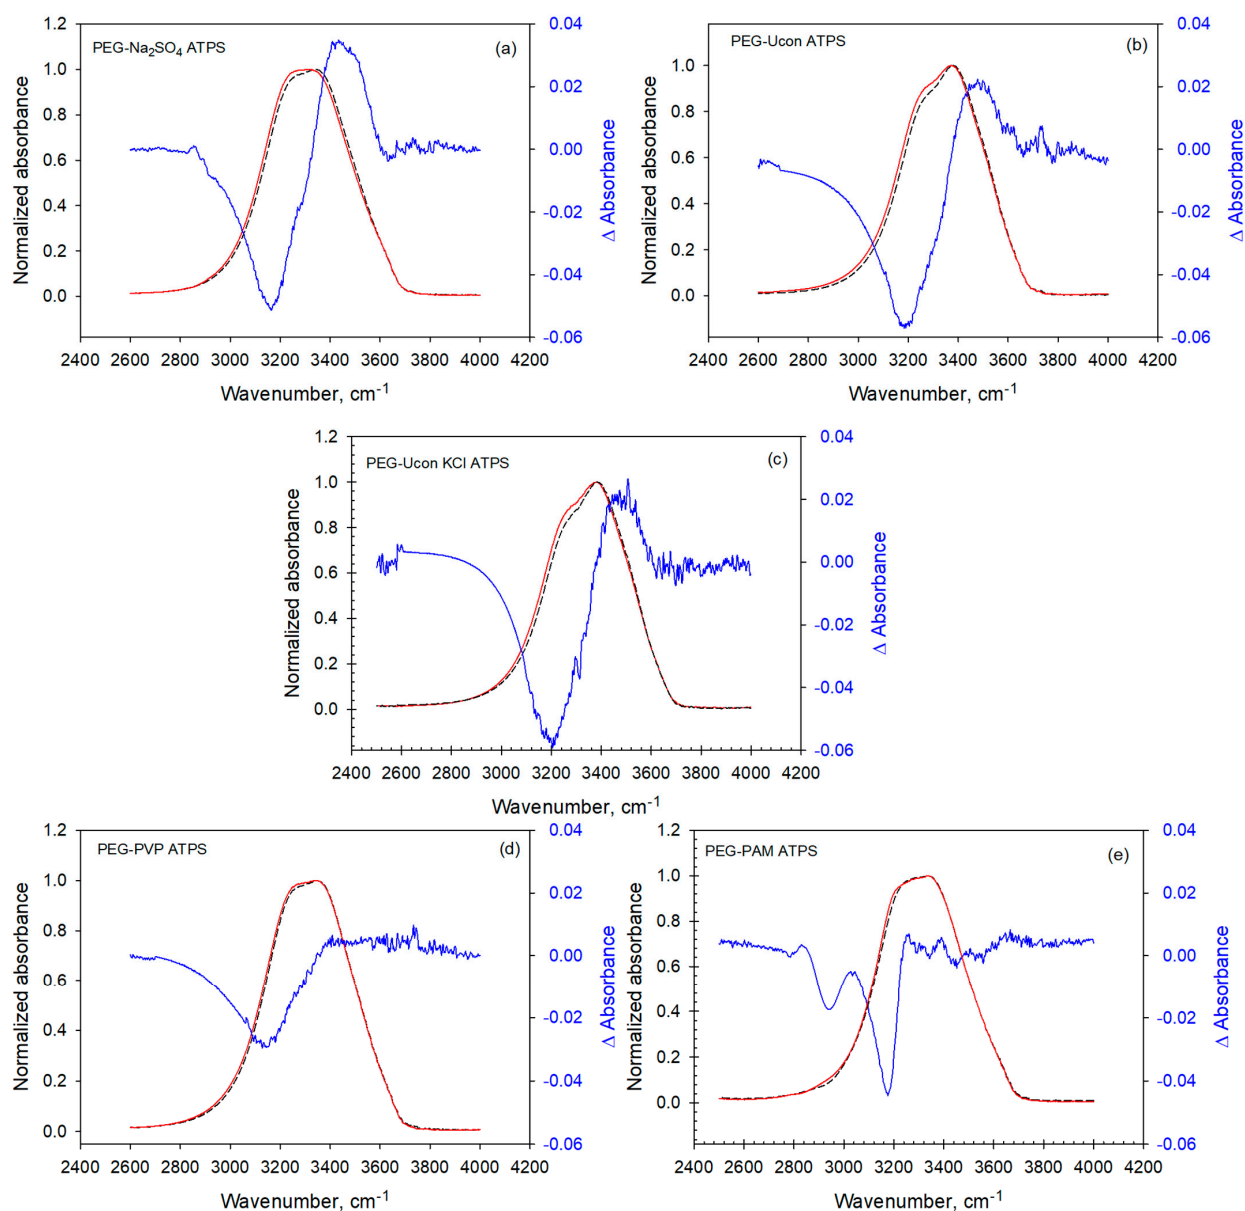 PEG-Na₂SO₄ ATPS
(a)
Normalized absorbance
1.2
1.0
0.8
0.6
0.4
0.2
0.0
0.04
0.02
0.00
-0.02
-0.04
-0.06
Δ Absorbance
2400 2600 2800 3000 3200 3400 3600 3800 4000 4200
Wavenumber, cm⁻¹
PEG-Ucon ATPS
(b)
Normalized absorbance
1.0
0.8
0.6
0.4
0.2
0.0
0.04
0.02
0.00
-0.02
-0.04
-0.06
Δ Absorbance
2400 2600 2800 3000 3200 3400 3600 3800 4000 4200
Wavenumber, cm⁻¹
PEG-Ucon KCl ATPS
(c)
Normalized absorbance
1.2
1.0
0.8
0.6
0.4
0.2
0.0
0.04
0.02
0.00
-0.02
-0.04
-0.06
Δ Absorbance
2400 2600 2800 3000 3200 3400 3600 3800 4000 4200
Wavenumber, cm⁻¹
PEG-PVP ATPS
(d)
Normalized absorbance
1.2
1.0
0.8
0.6
0.4
0.2
0.0
0.04
0.02
0.00
-0.02
-0.04
-0.06
Δ Absorbance
2400 2600 2800 3000 3200 3400 3600 3800 4000 4200
Wavenumber, cm⁻¹
PEG-PAM ATPS
(e)
Normalized absorbance
1.2
1.0
0.8
0.6
0.4
0.2
0.0
0.04
0.02
0.00
-0.02
-0.04
-0.06
Δ Absorbance
2400 2600 2800 3000 3200 3400 3600 3800 4000 4200
Wavenumber, cm⁻¹